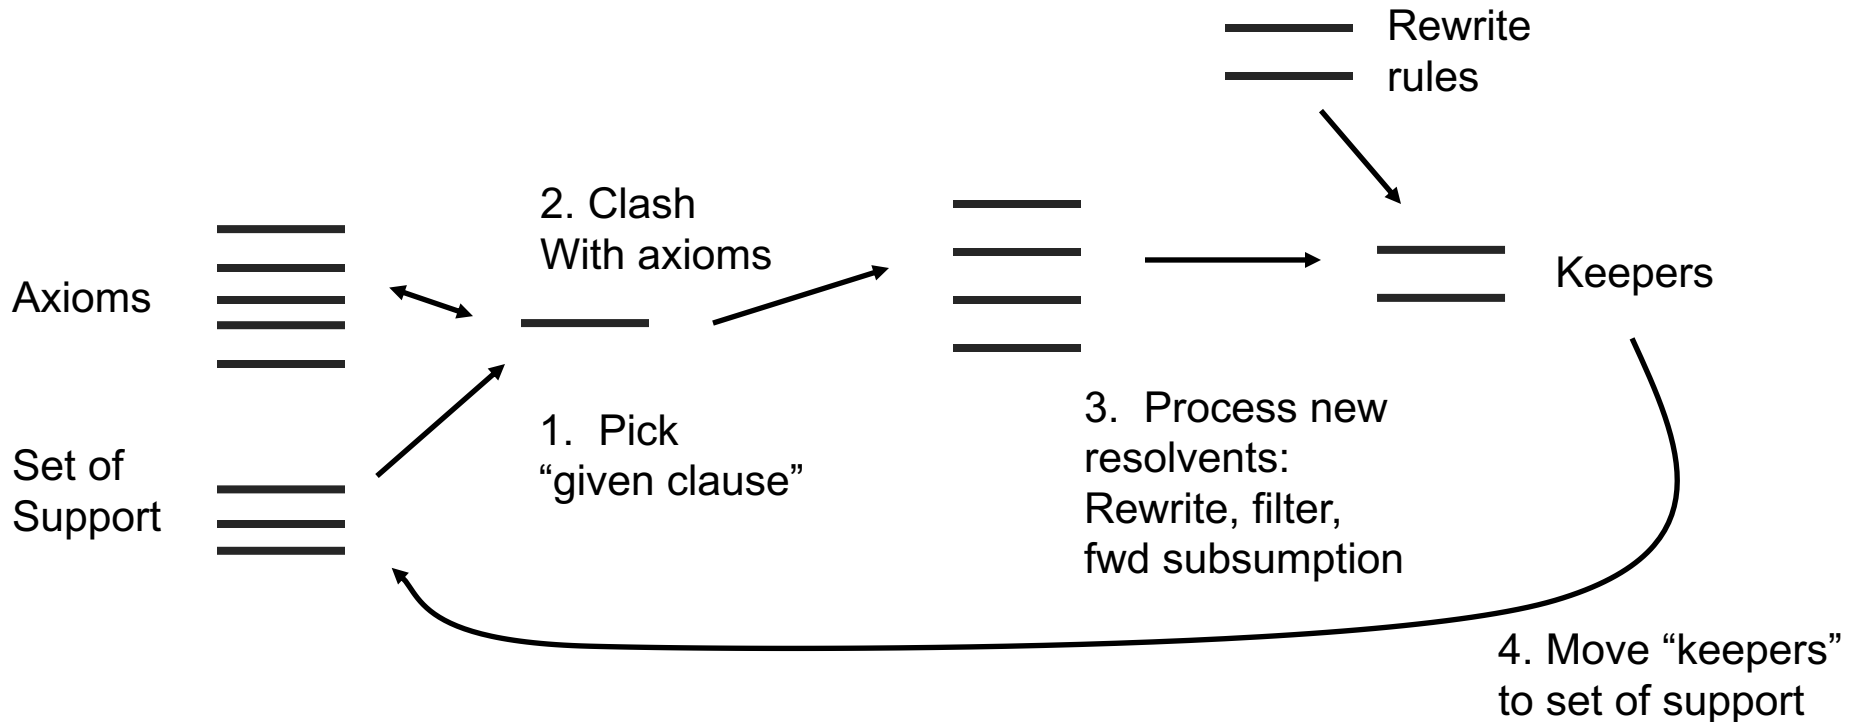 Rewrite
rules
2. Clash
With axioms
Axioms
Keepers
1. Pick
“given clause”
Set of
Support
3. Process new
resolvents:
Rewrite, filter,
fwd subsumption
4. Move “keepers”
to set of support